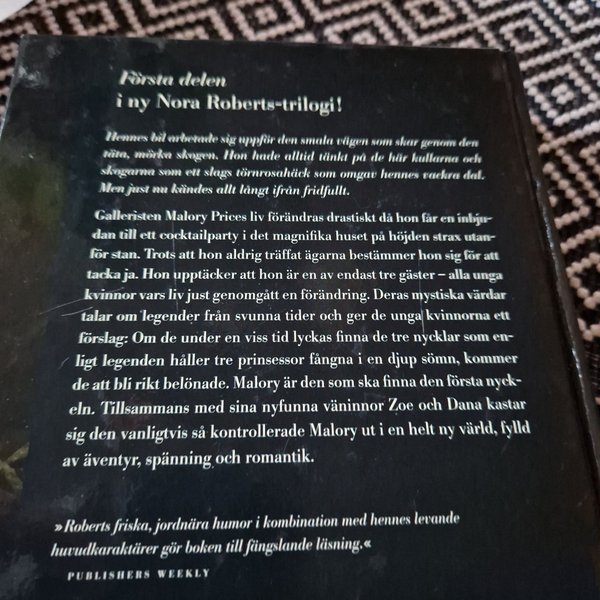 Första delen
i ny Nora Roberts-trilogi!
Hennes bil arbetade sig uppför den smala vägen som skar genom den
täta, mörka skogen. Hon hade alltid tänkt på de här kullarna och
skogarna som ett slags törnrosahäck som omgav hennes vackra dal.
Men just nu kändes allt långt ifrån fridfullt.
Galleristen Malory Prices liv förändras drastiskt då hon får en inbju-
dan till ett cocktailparty i det magnifika huset på höjden strax utan-
för stan. Trots att hon aldrig träffat ägarna bestämmer hon sig för att
tacka ja. Hon upptäcker att hon är en av endast tre gäster – alla unga
kvinnor vars liv just genomgått en förändring. Deras mystiska värdar
talar om legender från svunna tider och ger de unga kvinnorna ett
förslag: Om de under en viss tid lyckas finna de tre nycklar som en-
ligt legenden håller tre prinsessor fångna i en djup sömn, kommer
de att bli rikt belönade. Malory är den som ska finna den första nyck-
eln. Tillsammans med sina nyfunna väninnor Zoe och Dana kastar
sig den vanligtvis så kontrollerade Malory ut i en helt ny värld, fylld
av äventyr, spänning och romantik.
»Roberts friska, jordnära humor i kombination med hennes levande
huvudkaraktärer gör boken till fängslande läsning.«
PUBLISHERS WEEKLY